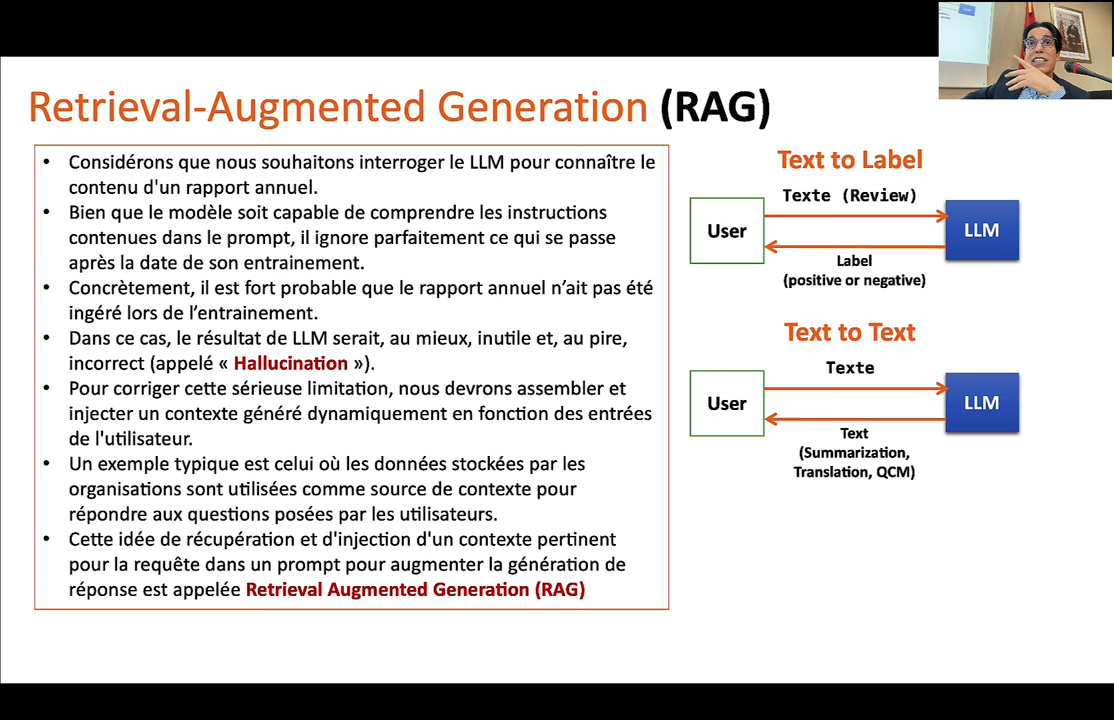 Retrieval-Augmented Generation (RAG)
• Considérons que nous souhaitons interroger le LLM pour connaître le
contenu d'un rapport annuel.
• Bien que le modèle soit capable de comprendre les instructions
contenues dans le prompt, il ignore parfaitement ce qui se passe
après la date de son entrainement.
• Concrètement, il est fort probable que le rapport annuel n’ait pas été
ingéré lors de l’entrainement.
• Dans ce cas, le résultat de LLM serait, au mieux, inutile et, au pire,
incorrect (appelé « Hallucination »).
• Pour corriger cette sérieuse limitation, nous devrons assembler et
injecter un contexte généré dynamiquement en fonction des entrées
de l'utilisateur.
• Un exemple typique est celui où les données stockées par les
organisations sont utilisées comme source de contexte pour
répondre aux questions posées par les utilisateurs.
• Cette idée de récupération et d'injection d'un contexte pertinent
pour la requête dans un prompt pour augmenter la génération de
réponse est appelée Retrieval Augmented Generation (RAG)
Text to Label
Texte (Review)
User
LLM
Label
(positive or negative)
Text to Text
Texte
User
LLM
Text
(Summarization,
Translation, QCM)